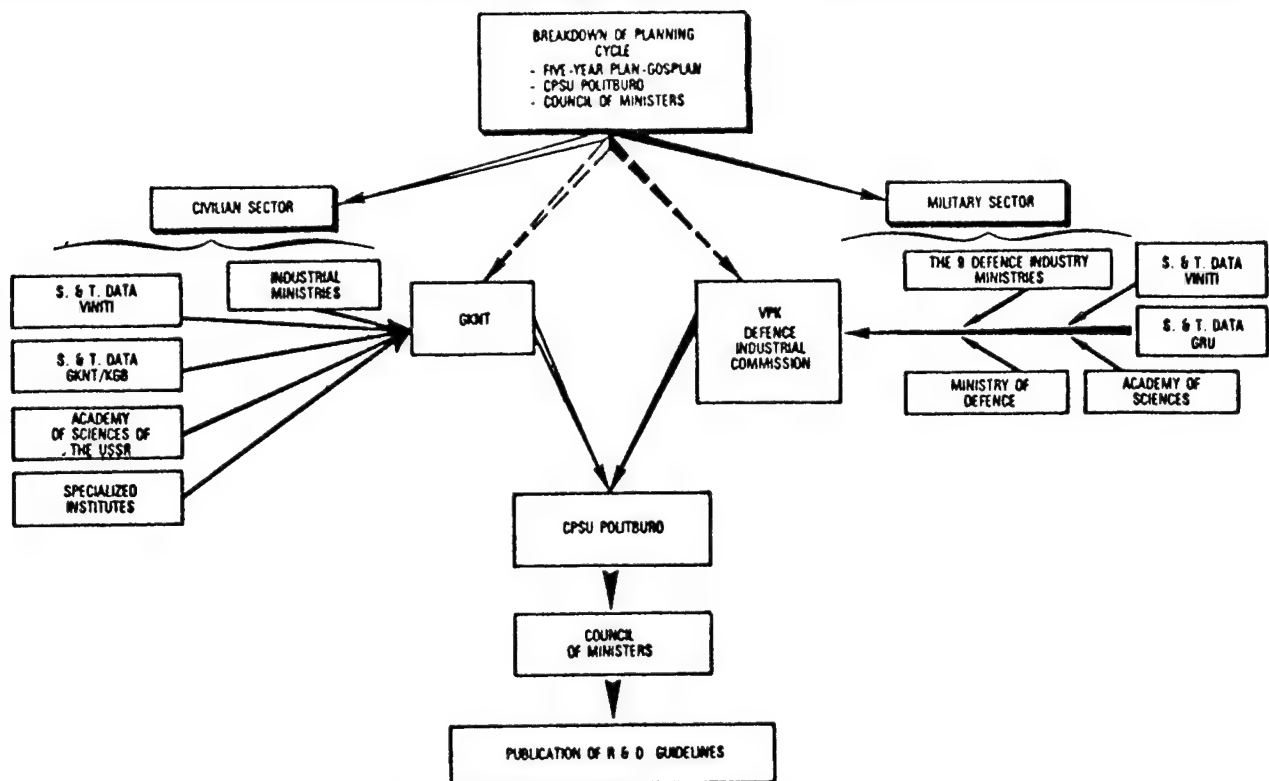 BREAKDOWN OF PLANNING
CYCLE
- FIVE-YEAR PLAN-GOSPLAN
- CPSU POLITBURO
- COUNCIL OF MINISTERS
CIVILIAN SECTOR
MILITARY SECTOR
S. & T. DATA
VINITI
INDUSTRIAL
MINISTRIES
S. & T. DATA
GKNT/KGB
ACADEMY
OF SCIENCES OF
THE USSR
SPECIALIZED
INSTITUTES
GKNT
VPK
DEFENCE
INDUSTRIAL
COMMISSION
THE 9 DEFENCE INDUSTRY
MINISTRIES
S. & T. DATA
VINITI
S. & T. DATA
GRU
MINISTRY OF
DEFENCE
ACADEMY OF
SCIENCES
CPSU POLITBURO
COUNCIL
OF MINISTERS
PUBLICATION OF R & D GUIDELINES